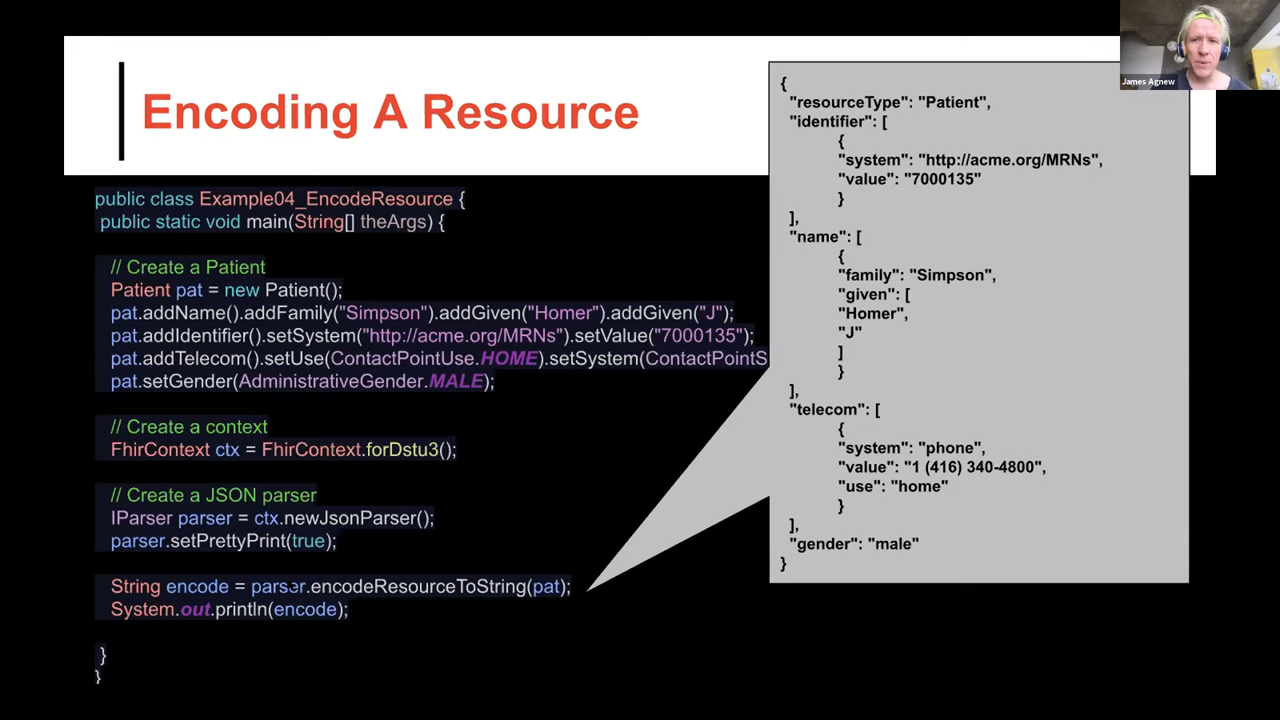 Encoding A Resource
public class Example04_EncodeResource {
public static void main(String[] theArgs) {
// Create a Patient
Patient pat = new Patient();
pat.addName().addFamily("Simpson").addGiven("Homer").addGiven("J");
pat.addIdentifier().setSystem("http://acme.org/MRNs").setValue("7000135");
pat.addTelecom().setUse(ContactPointUse.HOME).setSystem(ContactPointS
pat.setGender(AdministrativeGender.MALE);
// Create a context
FhirContext ctx = FhirContext.forDstu3();
// Create a JSON parser
IParser parser = ctx.newJsonParser();
parser.setPrettyPrint(true);
String encode = parser.encodeResourceToString(pat);
System.out.println(encode);
}
}
{
"resourceType": "Patient",
"identifier": [
{
"system": "http://acme.org/MRNs",
"value": "7000135"
}
],
"name": [
{
"family": "Simpson",
"given": [
"Homer",
"J"
]
}
],
"telecom": [
{
"system": "phone",
"value": "1 (416) 340-4800",
"use": "home"
}
],
"gender": "male"
}
James Agnew